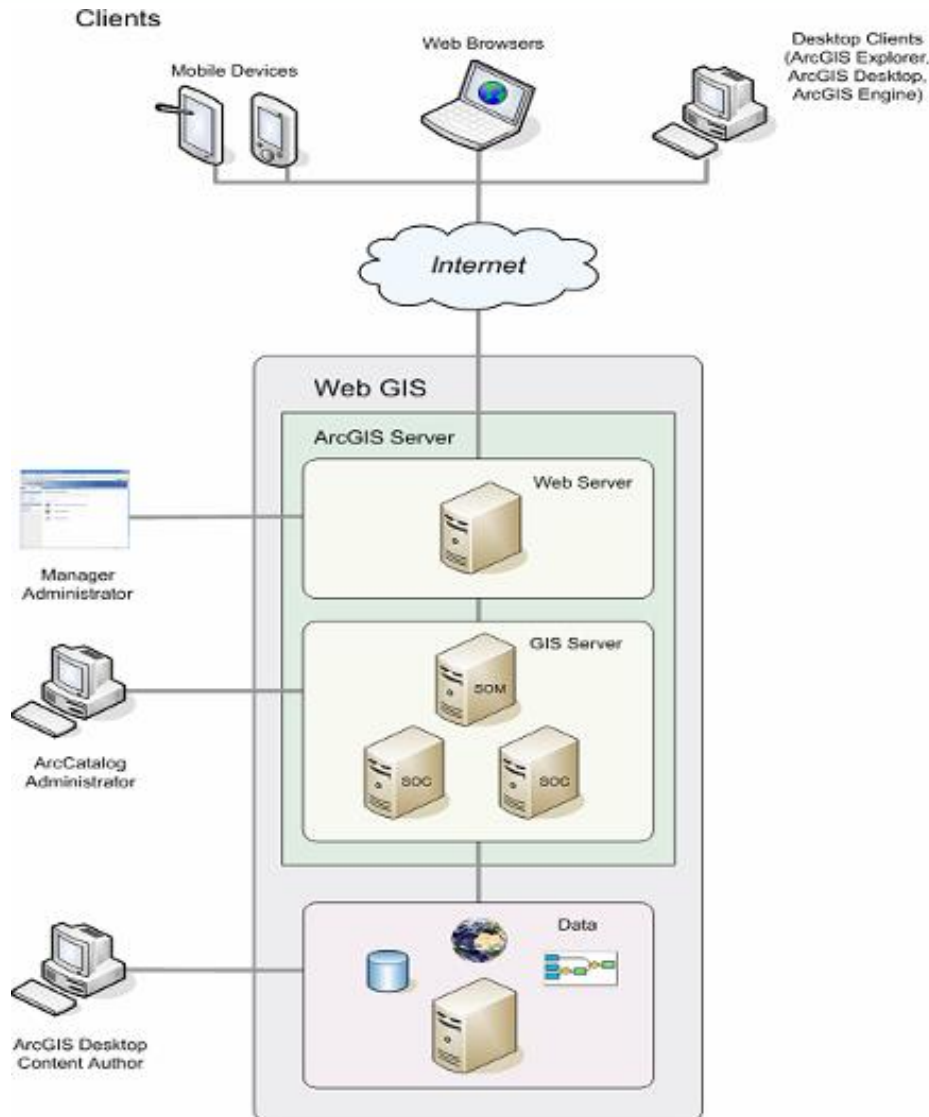 Clients
Mobile Devices
Web Browsers
Desktop Clients
(ArcGIS Explorer,
ArcGIS Desktop,
ArcGIS Engine)
Internet
Web GIS
ArcGIS Server
Web Server
Manager
Administrator
GIS Server
SOM
SOC
SOC
ArcCatalog
Administrator
Data
ArcGIS Desktop
Content Author